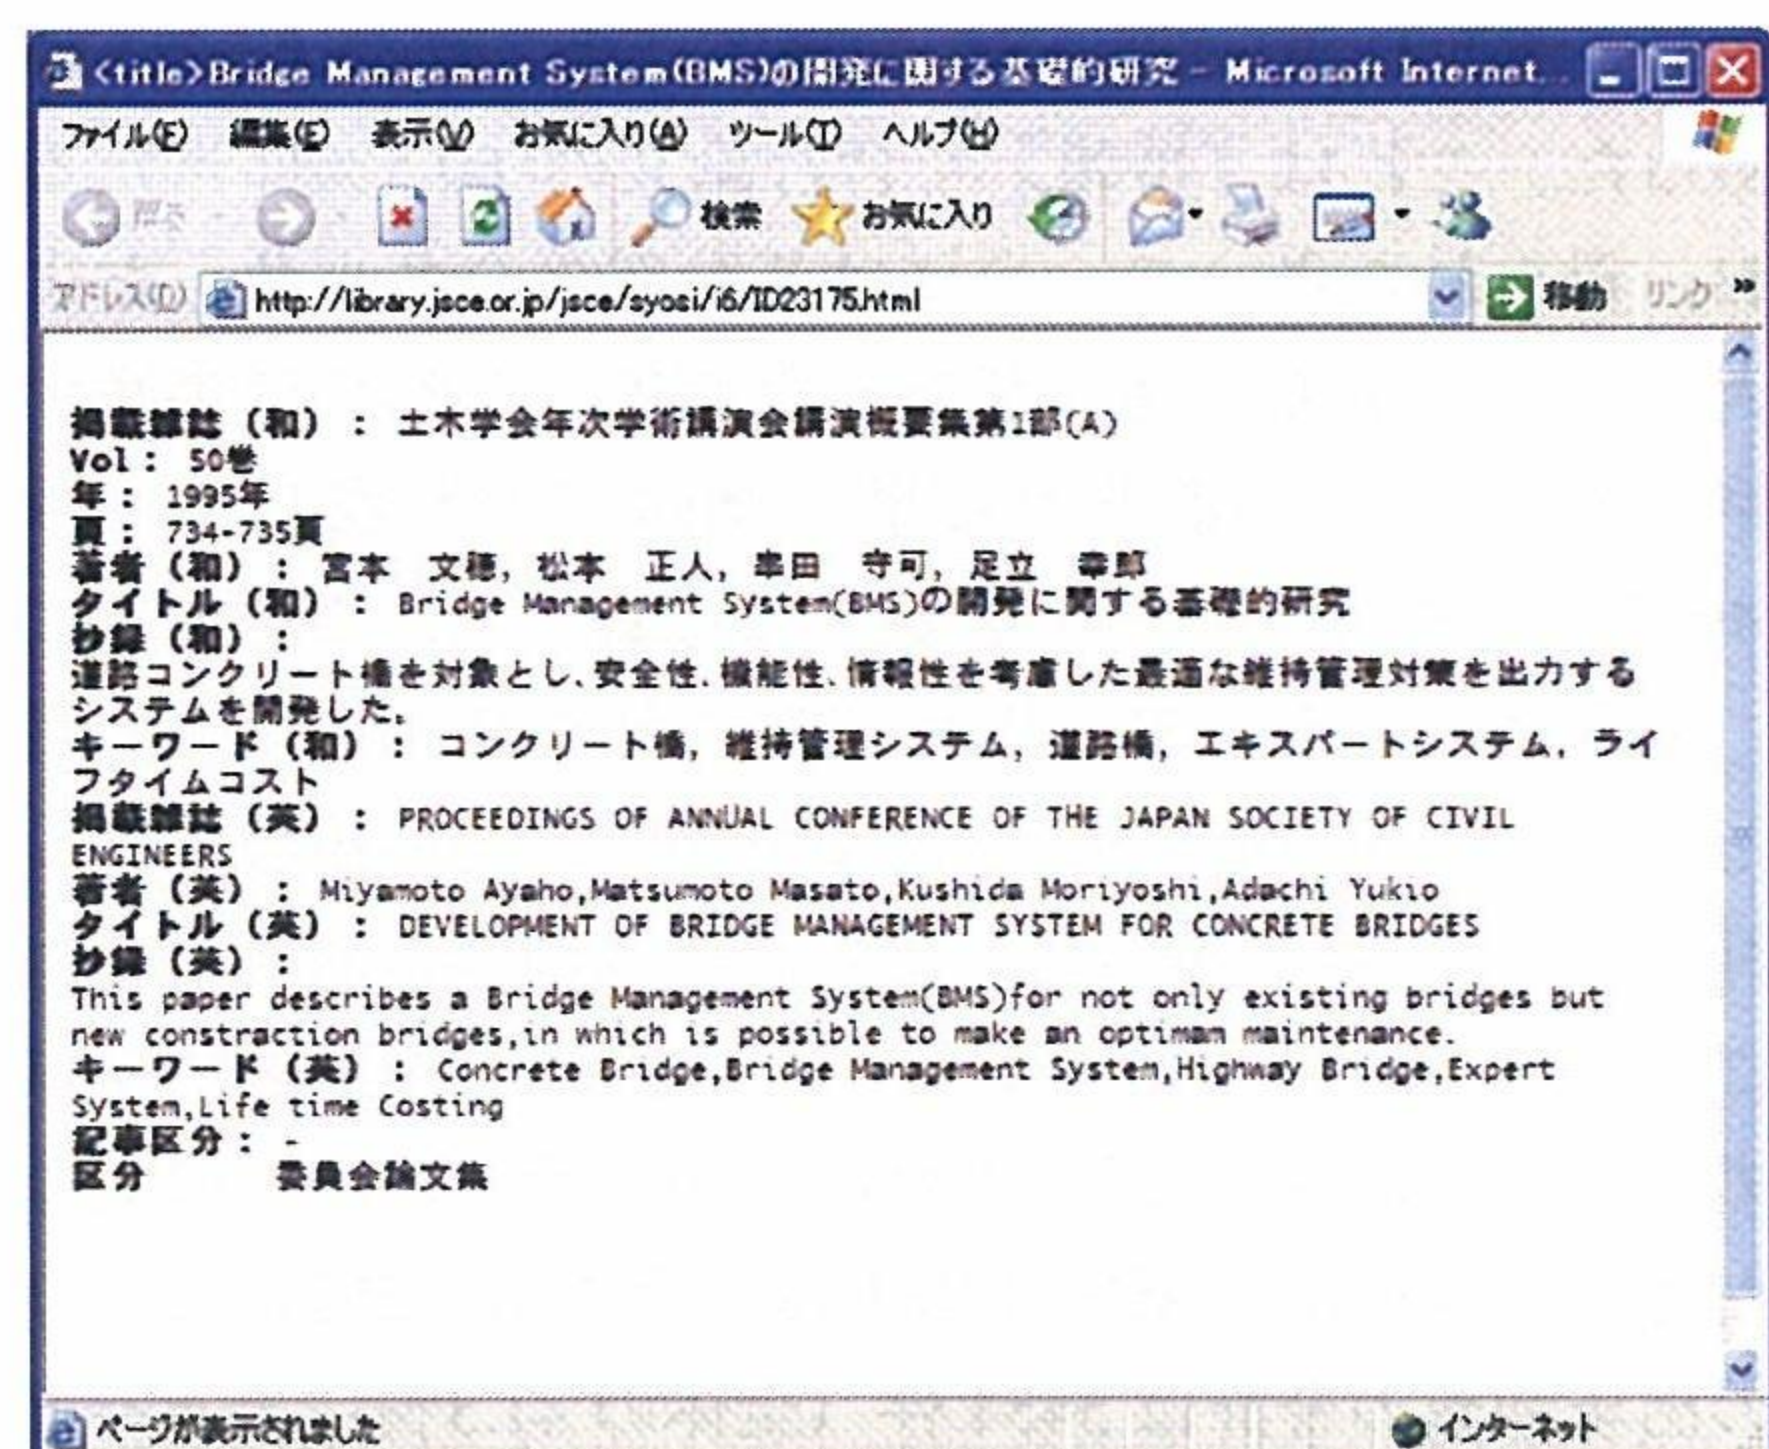 <title>Bridge Management System(BMS)の開発に関する基礎的研究 - Microsoft Internet...
ファイル(F) 編集(E) 表示(V) お気に入り(A) ツール(T) ヘルプ(H)
戻る 検索 お気に入り
アドレス(D) http://library.jsce.or.jp/jsce/syosi/i6/ID23175.html 移動 リンク »
掲載雑誌(和) : 土木学会年次学術講演会講演概要集第1部(A)
Vol: 50巻
年: 1995年
頁: 734-735頁
著者(和) : 宮本 文穂, 松本 正人, 串田 守可, 足立 幸郎
タイトル(和) : Bridge Management System(BMS)の開発に関する基礎的研究
抄録(和) :
道路コンクリート橋を対象とし、安全性、機能性、情報性を考慮した最適な維持管理対策を出力する
システムを開発した。
キーワード(和) : コンクリート橋, 維持管理システム, 道路橋, エキスパートシステム, ライ
フタイムコスト
掲載雑誌(英) : PROCEEDINGS OF ANNUAL CONFERENCE OF THE JAPAN SOCIETY OF CIVIL
ENGINEERS
著者(英) : Miyamoto Ayaho,Matsumoto Masato,Kushida Moriyoshi,Adachi Yukio
タイトル(英) : DEVELOPMENT OF BRIDGE MANAGEMENT SYSTEM FOR CONCRETE BRIDGES
抄録(英) :
This paper describes a Bridge Management System(BMS)for not only existing bridges but
new constraction bridges,in which is possible to make an optimam maintenance.
キーワード(英) : Concrete Bridge,Bridge Management System,Highway Bridge,Expert
System,Life time Costing
記事区分: -
区分 委員会論文集
ページが表示されました インターネット